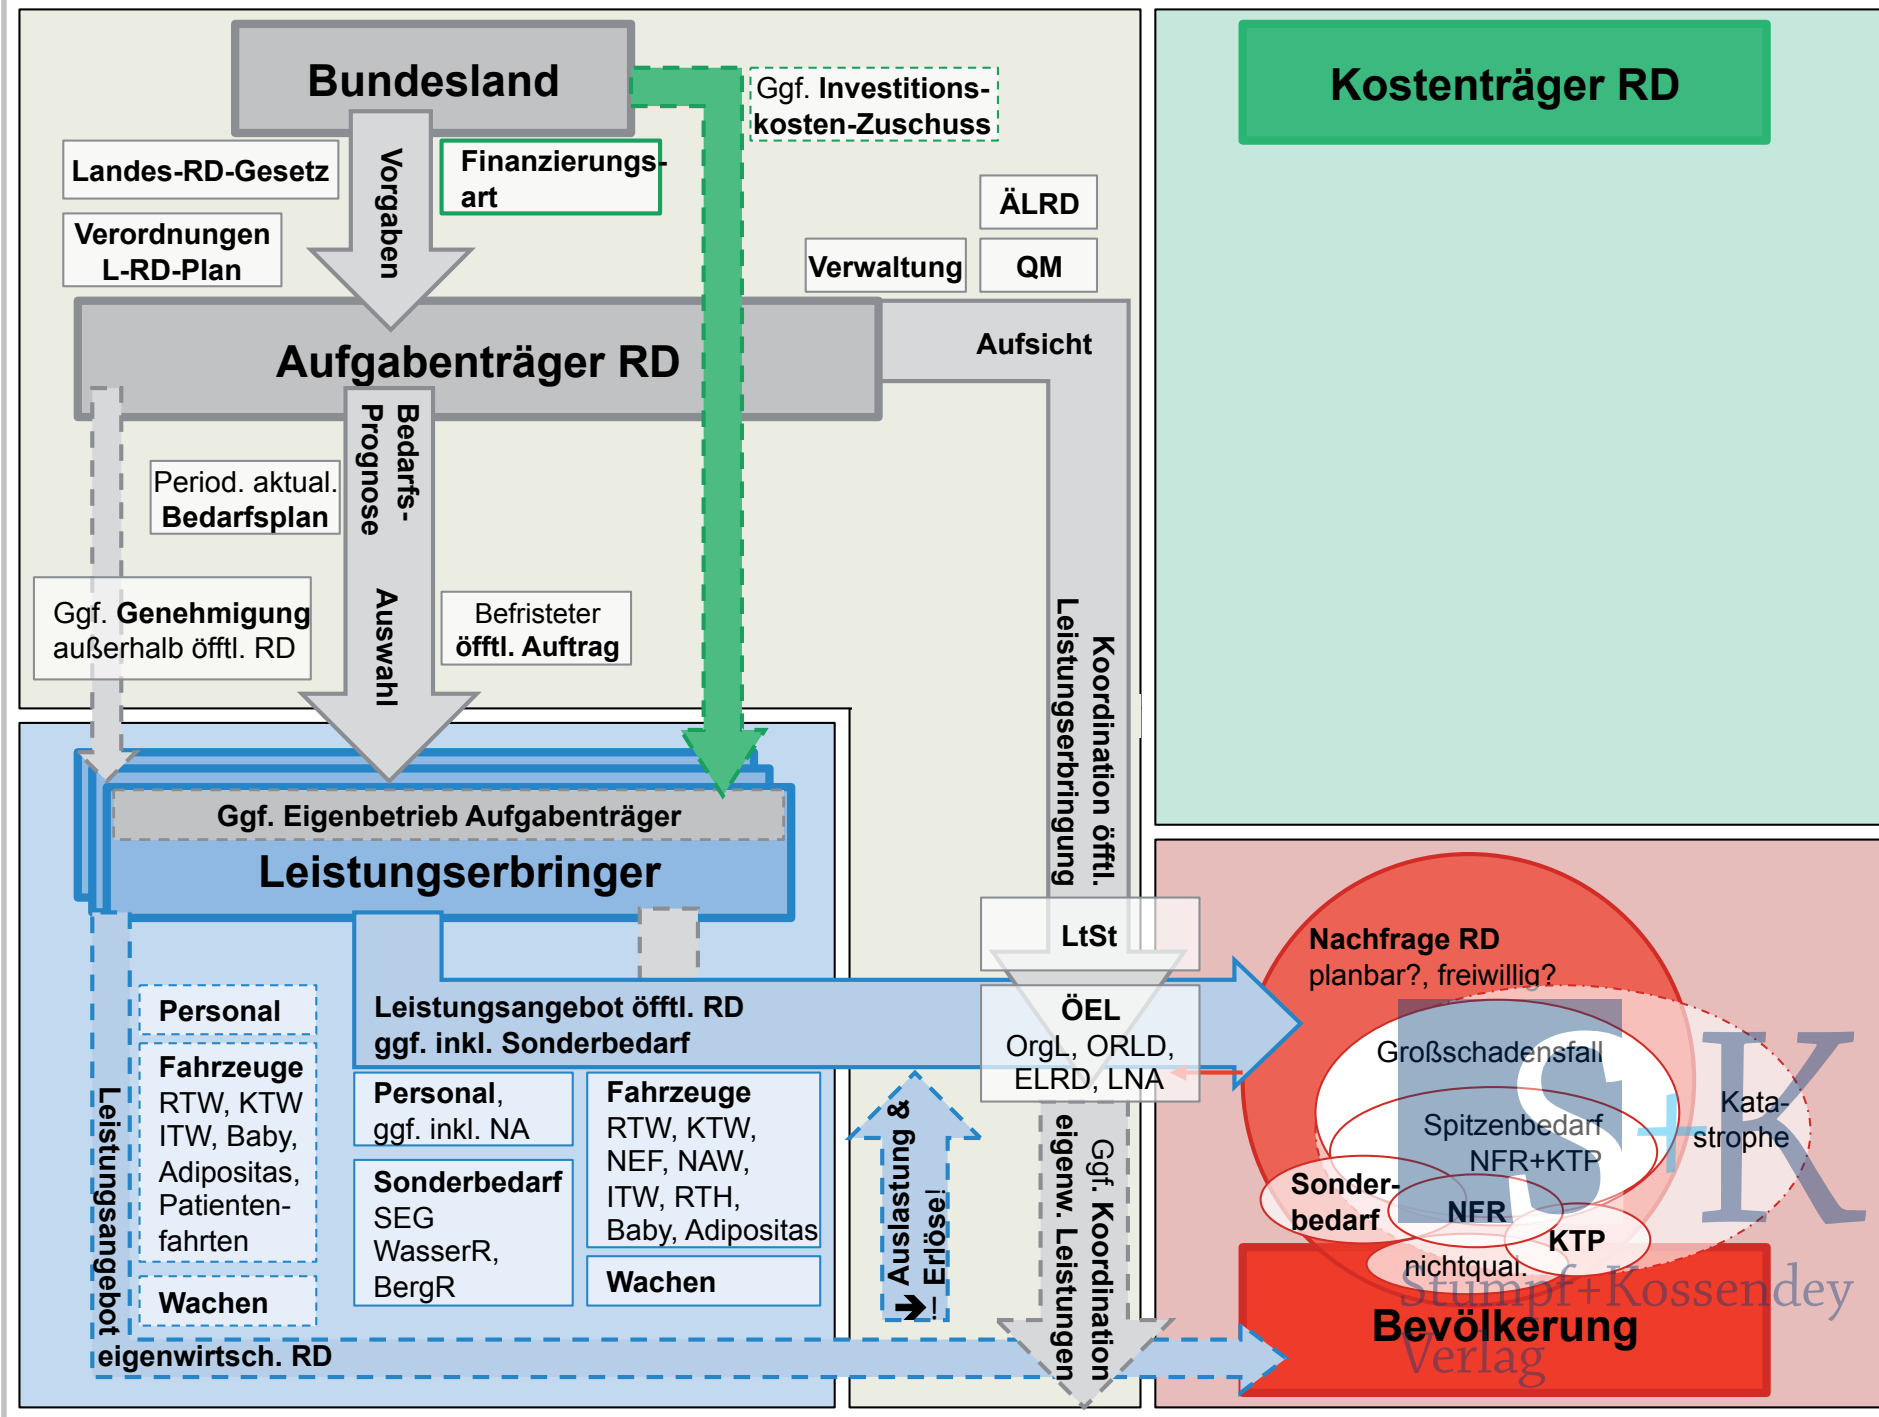 Bundesland
Ggf. Investitions-
kosten-Zuschuss
Kostenträger RD
Landes-RD-Gesetz
Vorgaben
Finanzierungs-
art
Verordnungen
L-RD-Plan
ÄLRD
Verwaltung
QM
Aufgabenträger RD
Aufsicht
Bedarfs-
Prognose
Period. aktual.
Bedarfsplan
Ggf. Genehmigung
außerhalb öfftl. RD
Auswahl
Befristeter
öfftl. Auftrag
Koordination öfftl.
Leistungserbringung
Ggf. Eigenbetrieb Aufgabenträger
Leistungserbringer
LtSt
Nachfrage RD
planbar?, freiwillig?
Leistungsangebot öfftl. RD
ggf. inkl. Sonderbedarf
ÖEL
OrgL, ORLD,
ELRD, LNA
Personal
Fahrzeuge
RTW, KTW
ITW, Baby,
Adipositas,
Patienten-
fahrten
Wachen
Personal,
ggf. inkl. NA
Sonderbedarf
SEG
WasserR,
BergR
Fahrzeuge
RTW, KTW,
NEF, NAW,
ITW, RTH,
Baby, Adipositas
Wachen
➔ Auslastung &
! Erlöse!
Ggf. Koordination
eigenw. Leistungen
Leistungsangebot
eigenwirtsch. RD
Großschadensfall
Kata-
strophe
Spitzenbedarf
NFR+KTP
Sonder-
bedarf
NFR
KTP
nichtqual.
Bevölkerung
S+K
Stumpf+Kossendey
Verlag